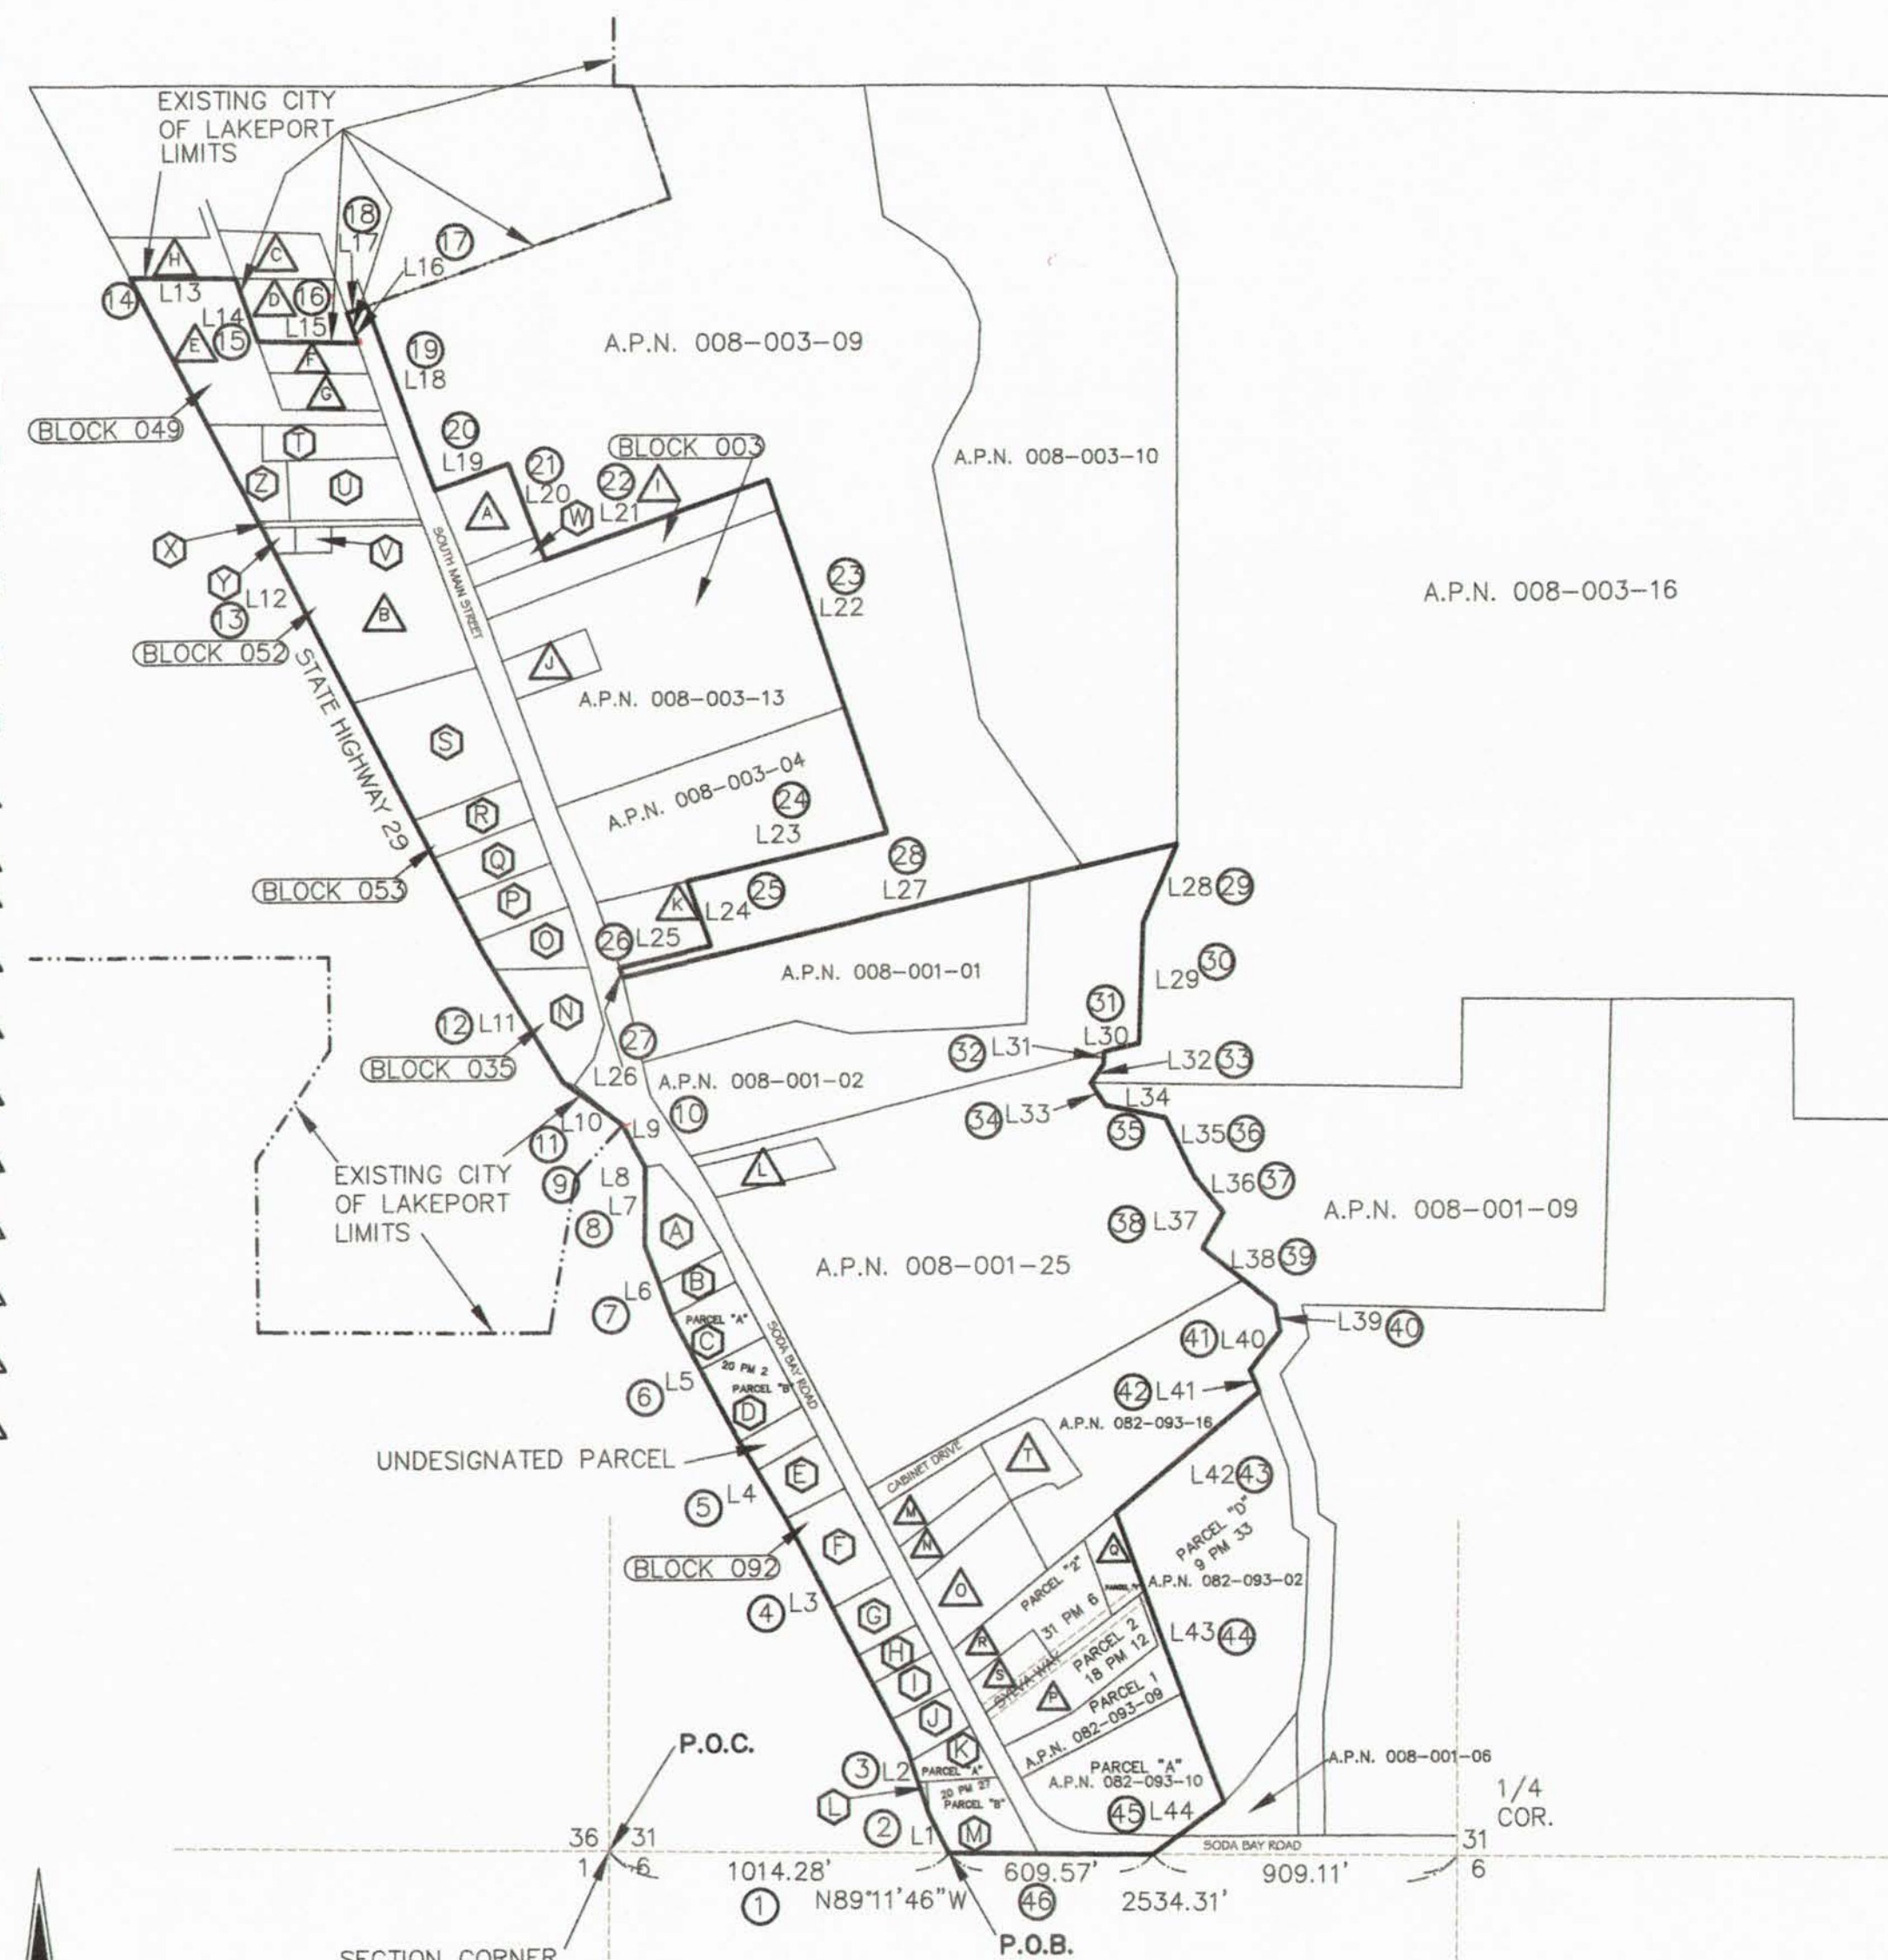 EXISTING CITY
OF LAKEPORT
LIMITS
18
L17
17
L16
H
C
14
L13
D
16
L14
L15
E
15
F
G
19
L18
A.P.N. 008-003-09
BLOCK 049
20
L19
21
L20
22
I
L21
BLOCK 003
A.P.N. 008-003-10
T
Z
U
A
W
X
V
Y
L12
13
B
SOUTH MAIN STREET
23
L22
A.P.N. 008-003-16
BLOCK 052
STATE HIGHWAY 29
J
A.P.N. 008-003-13
S
A.P.N. 008-003-04
24
L23
R
Q
BLOCK 053
P
O
K
L24
25
28
L27
L28
29
26
L25
A.P.N. 008-001-01
L29
30
12
L11
N
27
31
L30
32
L31
L32
33
BLOCK 035
L26
A.P.N. 008-001-02
34
L33
L34
35
L10
11
L9
10
L35
36
EXISTING CITY
OF LAKEPORT
LIMITS
9
L8
L7
8
L
L36
37
38
L37
A.P.N. 008-001-09
A
A.P.N. 008-001-25
L38
39
B
L6
7
PARCEL "A"
C
SODA BAY ROAD
L39
40
41
L40
20 PM 2
PARCEL "B"
D
6
L5
42
L41
A.P.N. 082-093-16
UNDESIGNATED PARCEL
E
CABINET DRIVE
T
L42
43
5
L4
M
N
F
BLOCK 092
Q
PARCEL "D"
9 PM 33
A.P.N. 082-093-02
O
PARCEL "2"
31 PM 6
4
L3
G
H
I
J
K
R
S
SYLVA WAY
PARCEL 2
18 PM 12
P
PARCEL 1
A.P.N. 082-093-09
L43
44
P.O.C.
3
L2
PARCEL "A"
20 PM 27
PARCEL "B"
L
M
2
L1
PARCEL "A"
A.P.N. 082-093-10
45
L44
A.P.N. 008-001-06
1/4
COR.
SODA BAY ROAD
36
31
1
6
31
6
1014.28'
609.57'
909.11'
1
N89°11'46"W
46
2534.31'
P.O.B.
SECTION CORNER